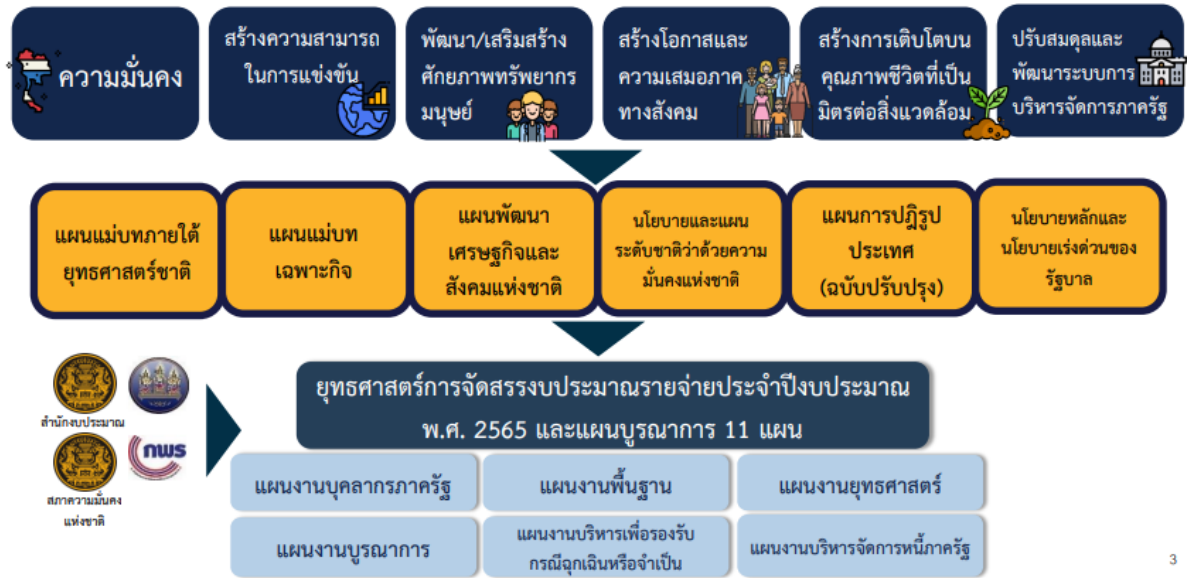 ความมั่นคง
สร้างความสามารถ
ในการแข่งขัน
พัฒนา/เสริมสร้าง
ศักยภาพทรัพยากร
มนุษย์
สร้างโอกาสและ
ความเสมอภาค
ทางสังคม
สร้างการเติบโตบน
คุณภาพชีวิตที่เป็น
มิตรต่อสิ่งแวดล้อม
ปรับสมดุลและ
พัฒนาระบบการ
บริหารจัดการภาครัฐ
แผนแม่บทภายใต้
ยุทธศาสตร์ชาติ
แผนแม่บท
เฉพาะกิจ
แผนพัฒนา
เศรษฐกิจและ
สังคมแห่งชาติ
นโยบายและแผน
ระดับชาติว่าด้วยความ
มั่นคงแห่งชาติ
แผนการปฎิรูป
ประเทศ
(ฉบับปรับปรุง)
นโยบายหลักและ
นโยบายเร่งด่วนของ
รัฐบาล
สำนักงบประมาณ
กพร
สภาความมั่นคง
แห่งชาติ
ยุทธศาสตร์การจัดสรรงบประมาณรายจ่ายประจำปีงบประมาณ
พ.ศ. 2565 และแผนบูรณาการ 11 แผน
แผนงานบุคลากรภาครัฐ
แผนงานพื้นฐาน
แผนงานยุทธศาสตร์
แผนงานบูรณาการ
แผนงานบริหารเพื่อรองรับ
กรณีฉุกเฉินหรือจำเป็น
แผนงานบริหารจัดการหนี้ภาครัฐ
3